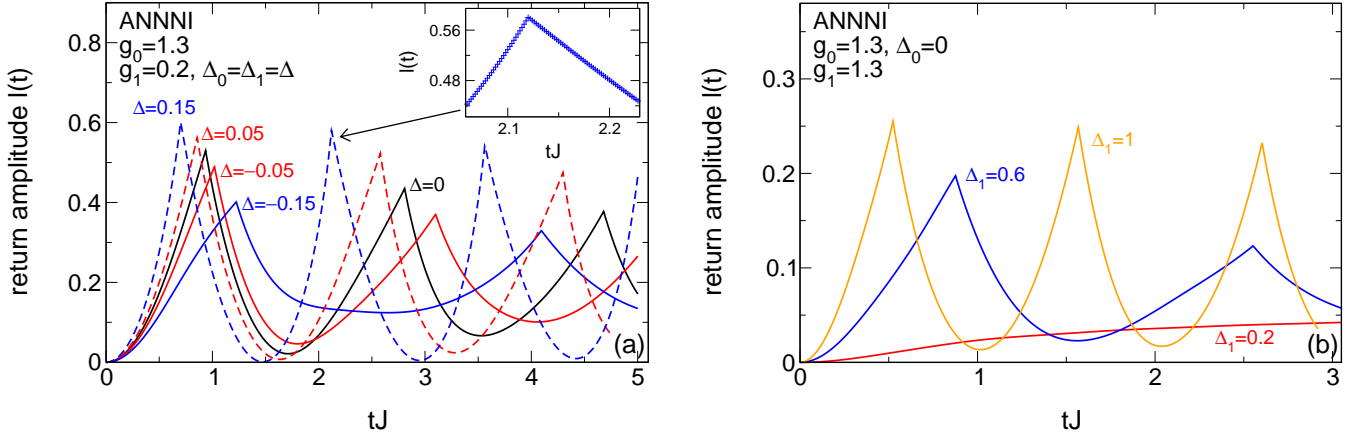 ANNNI
g₀=1.3
g₁=0.2, Δ₀=Δ₁=Δ
Δ=0.15
Δ=0.05
Δ=−0.05
Δ=−0.15
Δ=0
return amplitude l(t)
0.8
0.6
0.4
0.2
0
0 1 2 3 4 5
tJ
(a)
l(t)
0.56
0.48
2.1 2.2
tJ
ANNNI
g₀=1.3, Δ₀=0
g₁=1.3
Δ₁=1
Δ₁=0.6
Δ₁=0.2
return amplitude l(t)
0.3
0.2
0.1
0
0 1 2 3
tJ
(b)